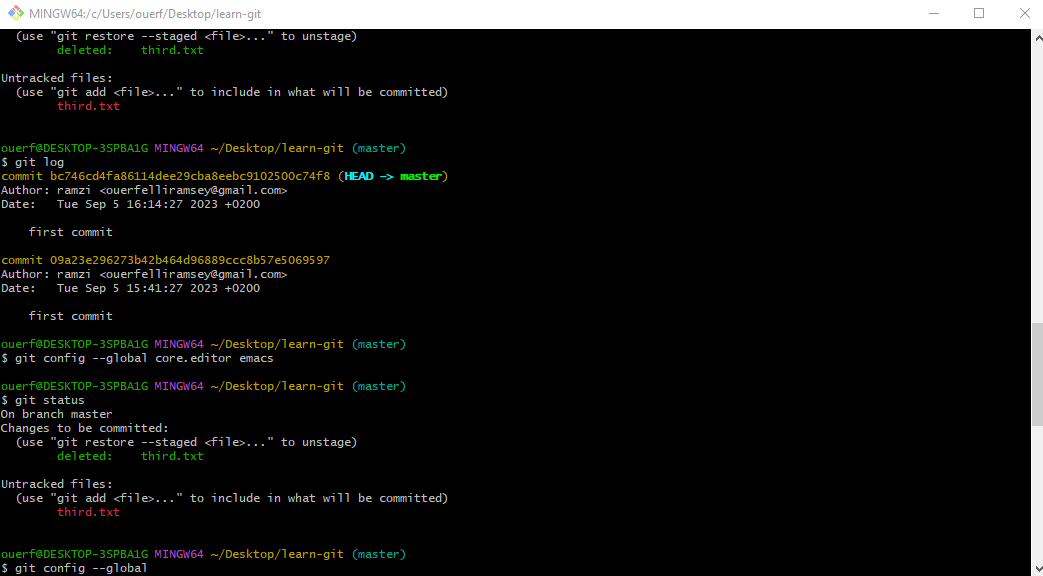 MINGW64:/c/Users/ouerf/Desktop/learn-git
  (use "git restore --staged <file>..." to unstage)
        deleted:    third.txt

Untracked files:
  (use "git add <file>..." to include in what will be committed)
        third.txt


ouerf@DESKTOP-3SPBA1G MINGW64 ~/Desktop/learn-git (master)
$ git log
commit bc746cd4fa86114dee29cba8eebc9102500c74f8 (HEAD -> master)
Author: ramzi <ouerfelliramsey@gmail.com>
Date:   Tue Sep 5 16:14:27 2023 +0200

    first commit

commit 09a23e296273b42b464d96889ccc8b57e5069597
Author: ramzi <ouerfelliramsey@gmail.com>
Date:   Tue Sep 5 15:41:27 2023 +0200

    first commit

ouerf@DESKTOP-3SPBA1G MINGW64 ~/Desktop/learn-git (master)
$ git config --global core.editor emacs

ouerf@DESKTOP-3SPBA1G MINGW64 ~/Desktop/learn-git (master)
$ git status
On branch master
Changes to be committed:
  (use "git restore --staged <file>..." to unstage)
        deleted:    third.txt

Untracked files:
  (use "git add <file>..." to include in what will be committed)
        third.txt


ouerf@DESKTOP-3SPBA1G MINGW64 ~/Desktop/learn-git (master)
$ git config --global